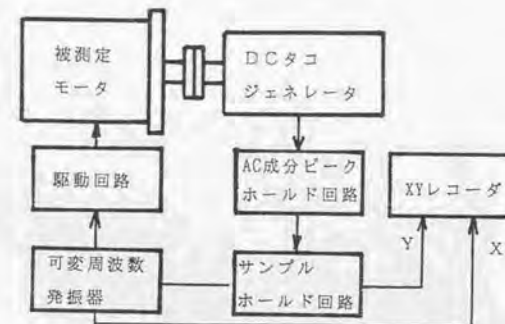 被測定
モータ
DCタコ
ジェネレータ
駆動回路
AC成分ピーク
ホールド回路
XYレコーダ
Y
X
可変周波数
発振器
サンプル
ホールド回路